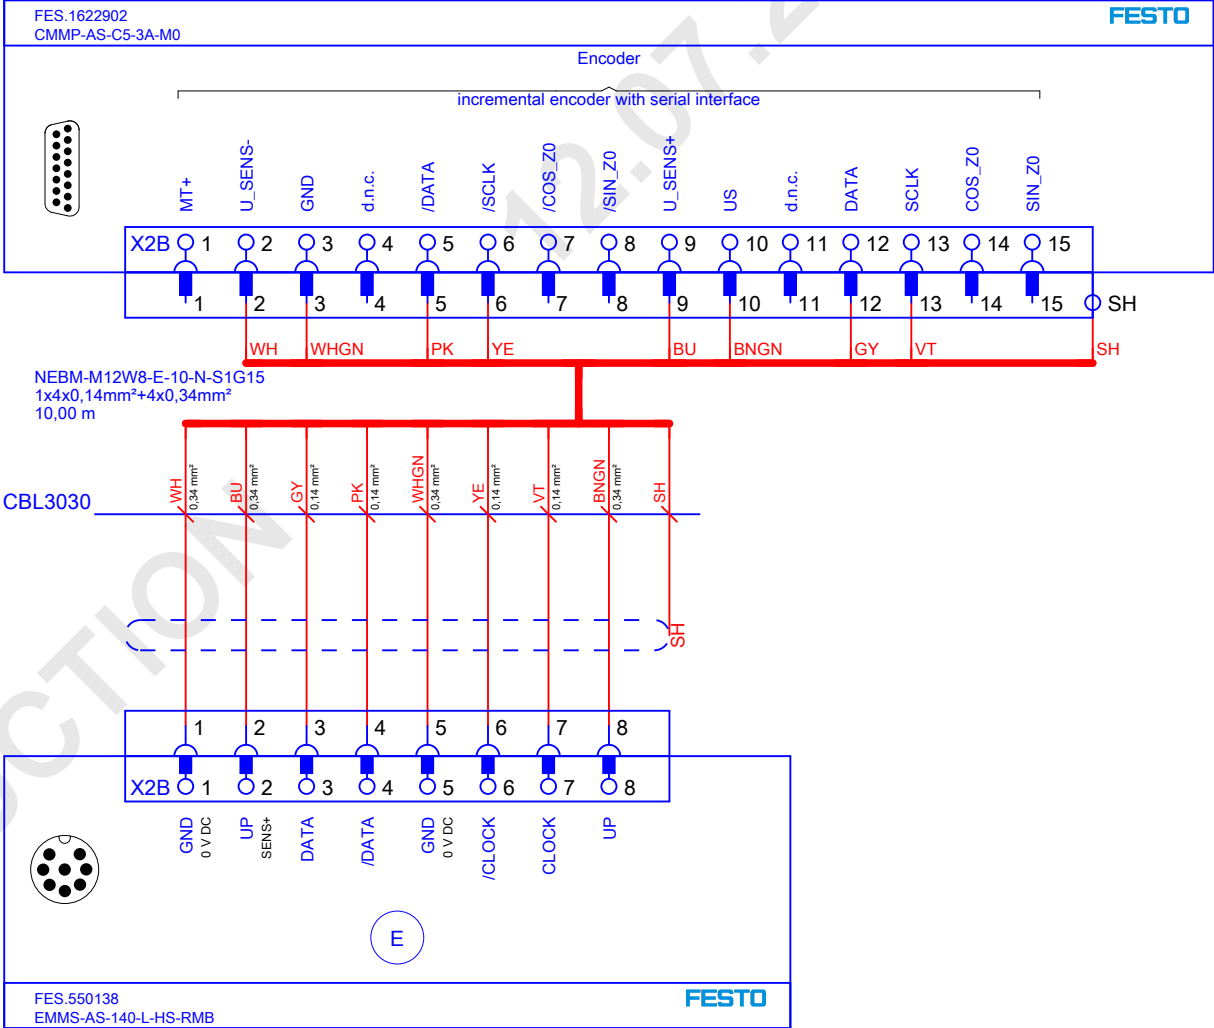 FES.1622902
CMMP-AS-C5-3A-M0
FESTO
Encoder
incremental encoder with serial interface
MT+ U_SENS- GND d.n.c. /DATA /SCLK /COS_Z0 /SIN_Z0 U_SENS+ US d.n.c. DATA SCLK COS_Z0 SIN_Z0
X2B 1 2 3 4 5 6 7 8 9 10 11 12 13 14 15
1 2 3 4 5 6 7 8 9 10 11 12 13 14 15 SH
WH WHGN PK YE BU BNGN GY VT SH
NEBM-M12W8-E-10-N-S1G15
1x4x0,14mm²+4x0,34mm²
10,00 m
WH BU GY PK WHGN YE VT BNGN SH
0,34 mm² 0,34 mm² 0,14 mm² 0,14 mm² 0,34 mm² 0,14 mm² 0,14 mm² 0,34 mm²
CBL3030
SH
1 2 3 4 5 6 7 8
X2B 1 2 3 4 5 6 7 8
GND UP DATA /DATA GND /CLOCK CLOCK UP
0 V DC SENS+ 0 V DC
E
FES.550138
EMMS-AS-140-L-HS-RMB
FESTO
12.07.2
CTION